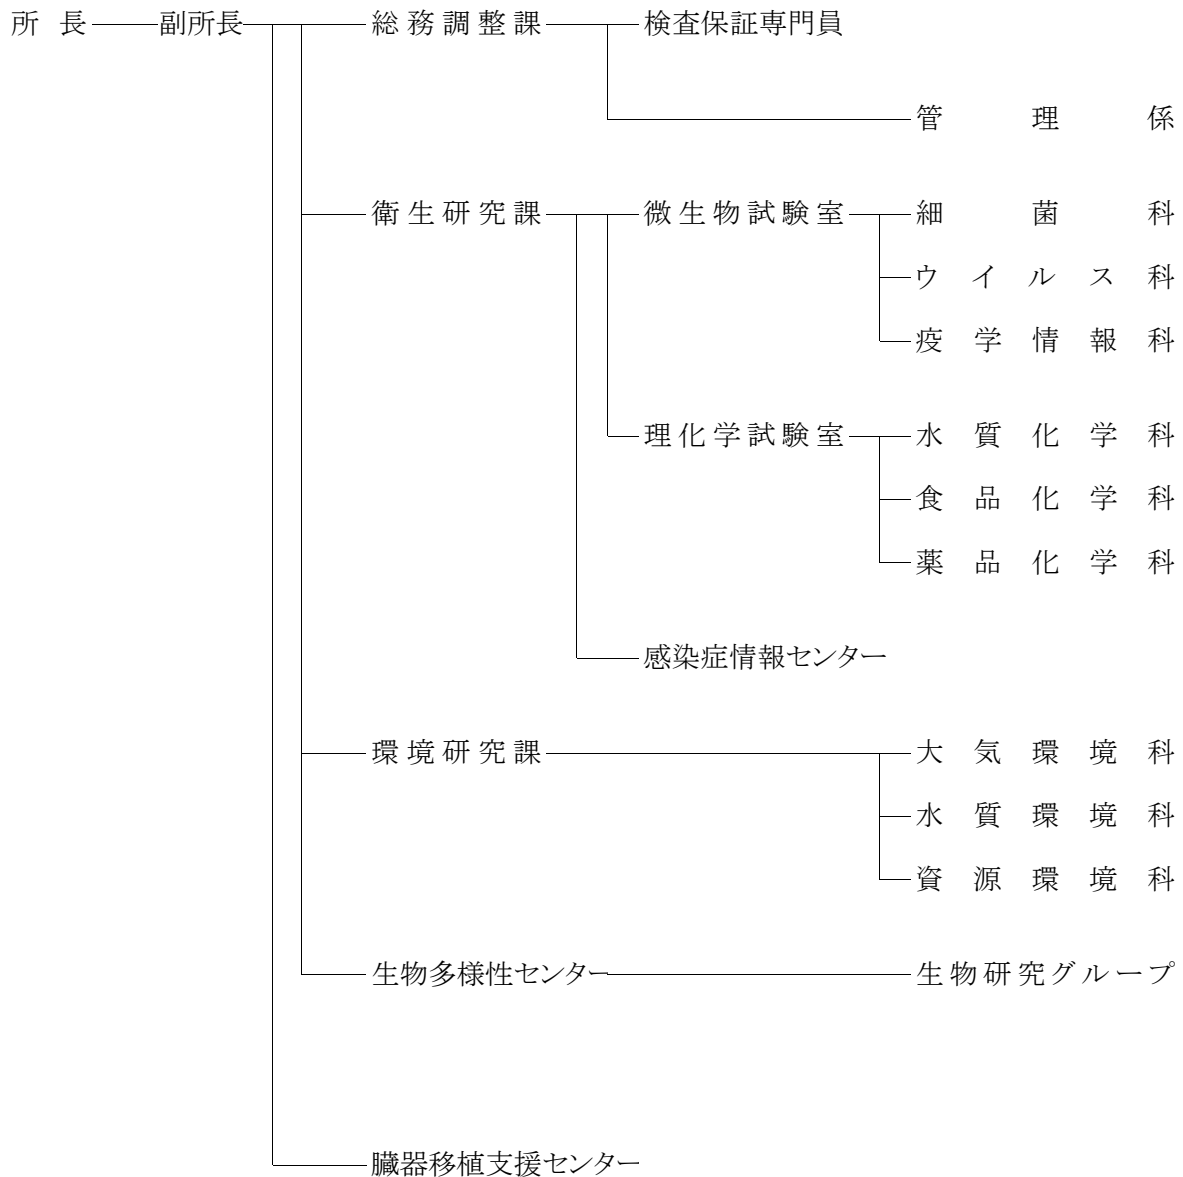 所長 副所長 総務調整課 検査保証専門員
管理係
衛生研究課 微生物試験室 細菌科
ウイルス科
疫学情報科
理化学試験室 水質化学科
食品化学科
薬品化学科
感染症情報センター
環境研究課 大気環境科
水質環境科
資源環境科
生物多様性センター 生物研究グループ
臓器移植支援センター